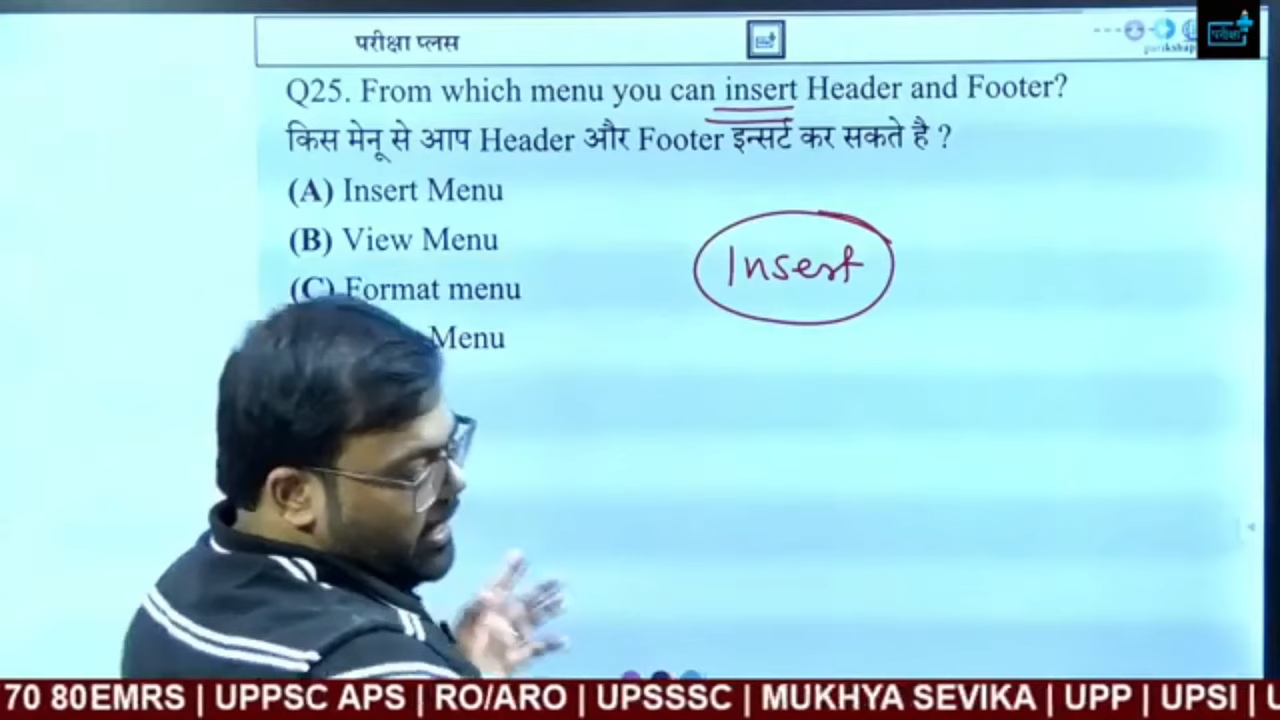 परीक्षा प्लस
परीक्षा
Q25. From which menu you can insert Header and Footer?
किस मेनू से आप Header और Footer इन्सर्ट कर सकते है ?
(A) Insert Menu
(B) View Menu
(C) Format menu
Menu
Insert
70 80EMRS | UPPSC APS | RO/ARO | UPSSSC | MUKHYA SEVIKA | UPP | UPSI |